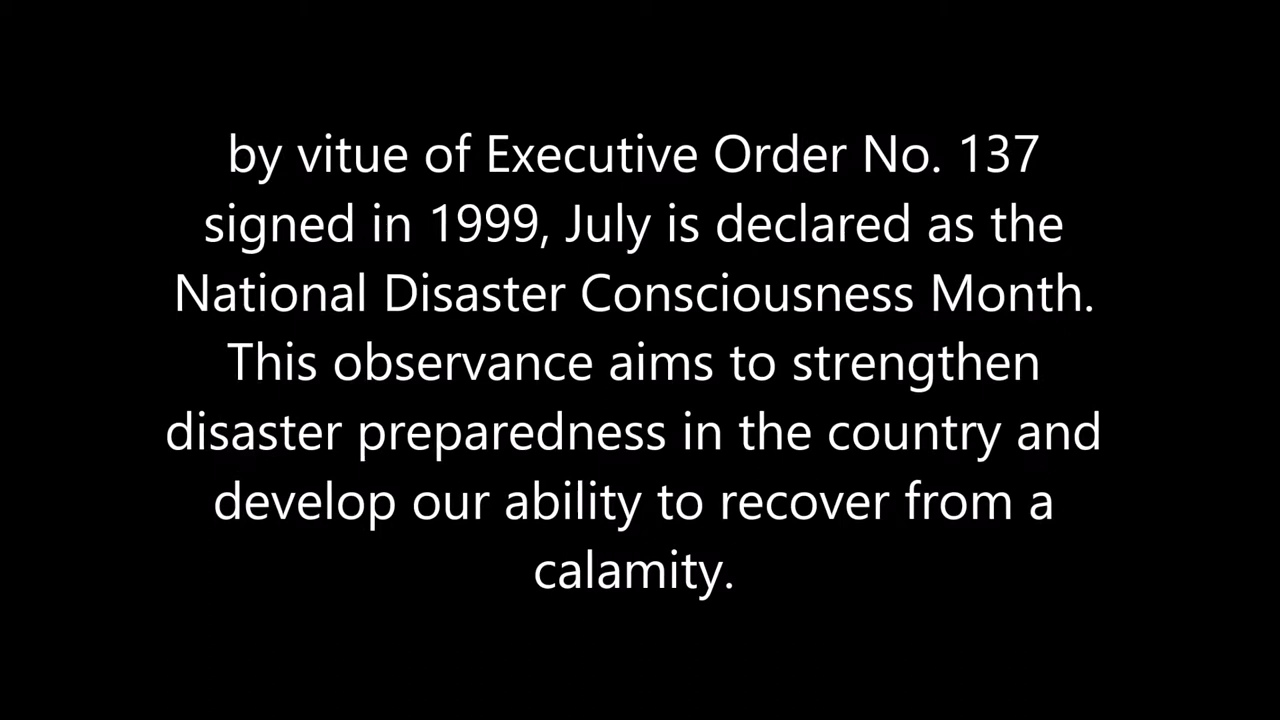 by vitue of Executive Order No. 137
signed in 1999, July is declared as the
National Disaster Consciousness Month.
This observance aims to strengthen
disaster preparedness in the country and
develop our ability to recover from a
calamity.